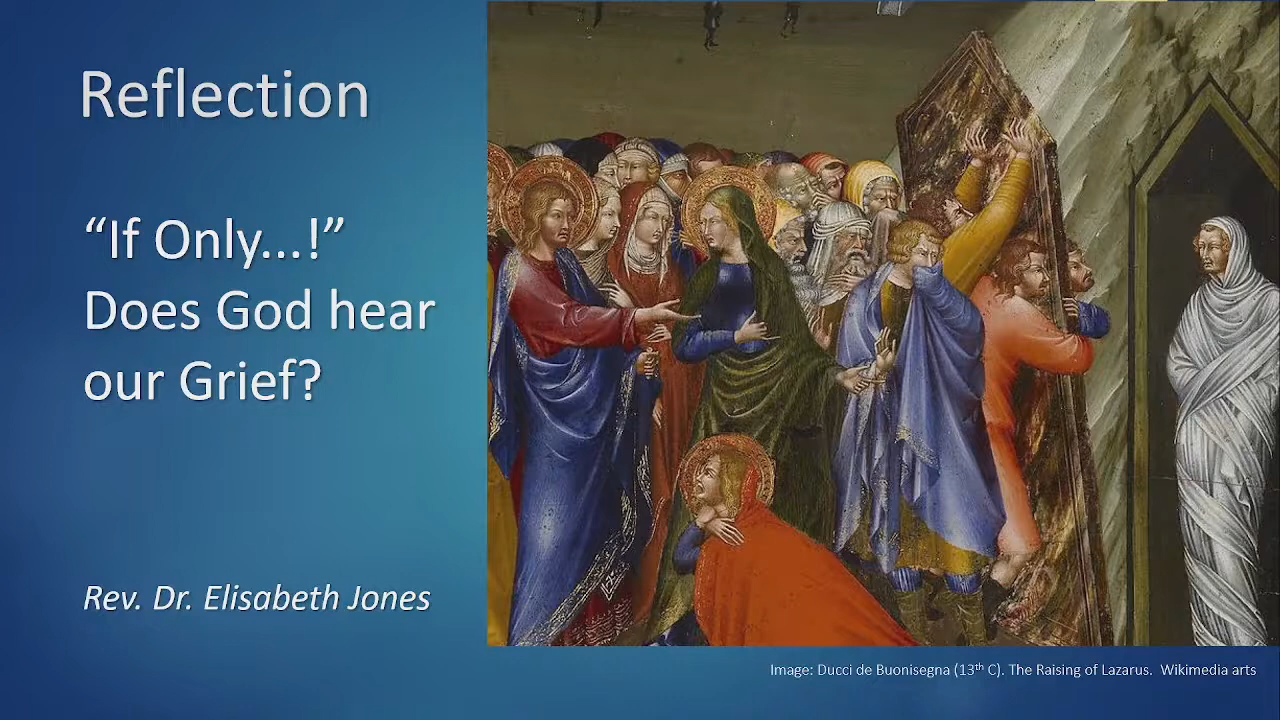 Reflection
“If Only...!”
Does God hear
our Grief?
Rev. Dr. Elisabeth Jones
Image: Ducci de Buonisegna (13th C). The Raising of Lazarus. Wikimedia arts